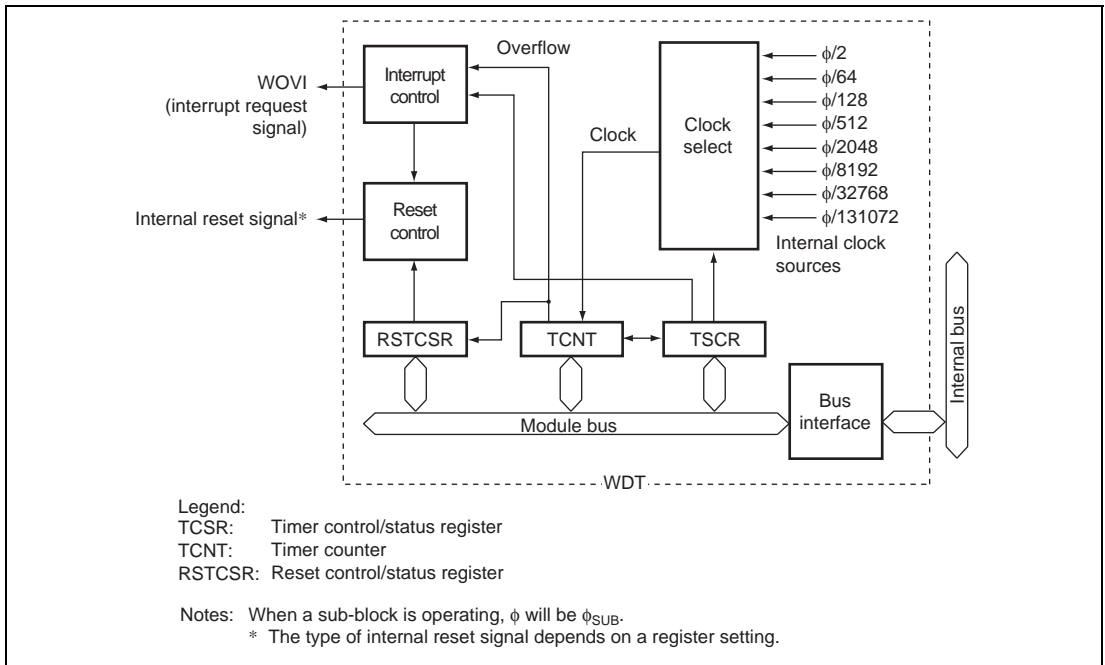 Overflow
Interrupt
control
WOVI
(interrupt request
signal)
Clock
Clock
select
ϕ/2
ϕ/64
ϕ/128
ϕ/512
ϕ/2048
ϕ/8192
ϕ/32768
ϕ/131072
Internal clock
sources
Reset
control
Internal reset signal*
RSTCSR
TCNT
TSCR
Module bus
Bus
interface
Internal bus
WDT
Legend:
TCSR: Timer control/status register
TCNT: Timer counter
RSTCSR: Reset control/status register
Notes: When a sub-block is operating, ϕ will be ϕSUB.
* The type of internal reset signal depends on a register setting.